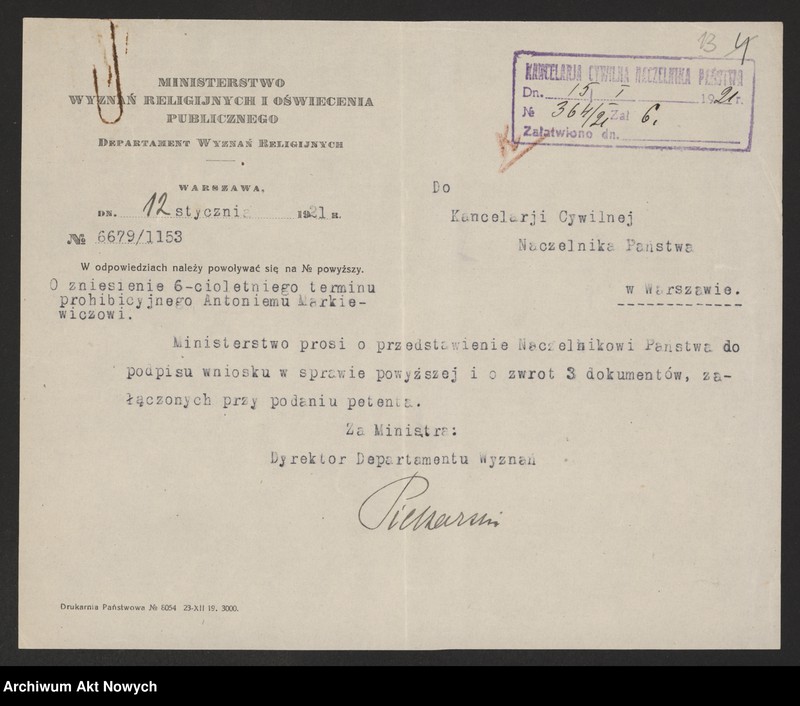 13 4
MINISTERSTWO
WYZNAŃ RELIGIJNYCH I OŚWIECENIA
PUBLICZNEGO
DEPARTAMENT WYZNAŃ RELIGIJNYCH
WARSZAWA,
DN. 12 stycznia 1921 R.
№ 6679/1153
W odpowiedziach należy powoływać się na № powyższy.
O zniesienie 6-cioletniego terminu
prohibicyjnego Antoniemu Markie-
wiczowi.
KANCELARJA CYWILNA NACZELNIKA PAŃSTWA
Dn. 15 I 1921 r.
№ 364/21 Zał 6.
Załatwiono dn.
Do
Kancelarji Cywilnej
Naczelnika Państwa
w Warszawie.
Ministerstwo prosi o przedstawienie Naczelnikowi Państwa do
podpisu wniosku w sprawie powyższej i o zwrot 3 dokumentów, za-
łączonych przy podaniu petenta.
Za Ministra:
Dyrektor Departamentu Wyznań
Drukarnia Państwowa № 6054 23-XII 19. 3000.
Archiwum Akt Nowych